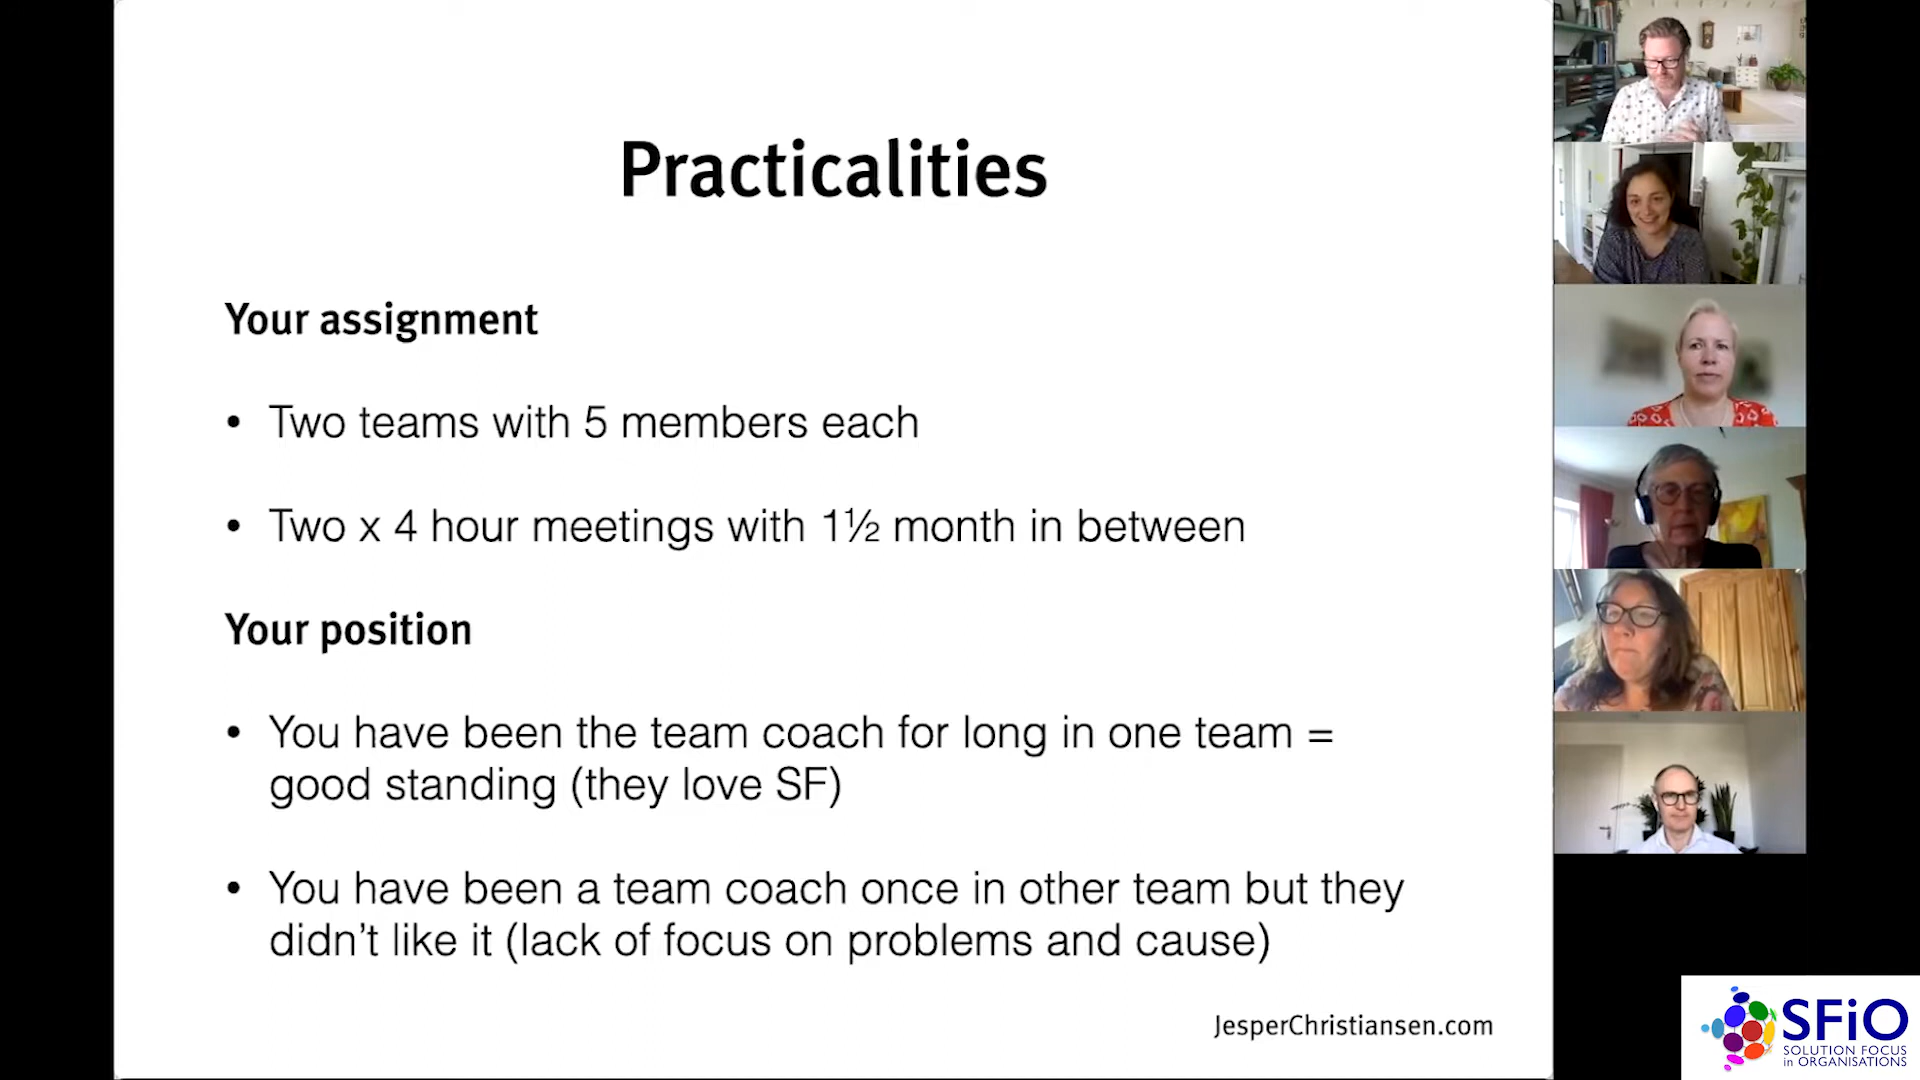 Practicalities
Your assignment
• Two teams with 5 members each
• Two x 4 hour meetings with 1½ month in between
Your position
• You have been the team coach for long in one team =
good standing (they love SF)
• You have been a team coach once in other team but they
didn't like it (lack of focus on problems and cause)
JesperChristiansen.com
SFiO
SOLUTION FOCUS
in ORGANISATIONS